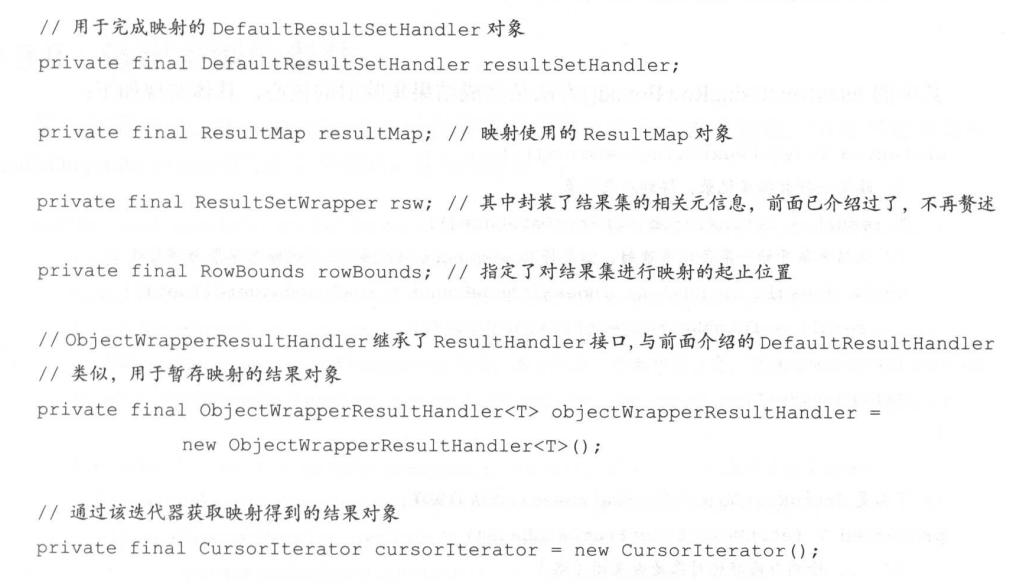 // 用于完成映射的 DefaultResultSetHandler 对象
private final DefaultResultSetHandler resultSetHandler;
private final ResultMap resultMap; // 映射使用的 ResultMap 对象
private final ResultSetWrapper rsw; // 其中封装了结果集的相关元信息，前面已介绍过了，不再赘述
private final RowBounds rowBounds; // 指定了对结果集进行映射的起止位置
//ObjectWrapperResultHandler 继承了 ResultHandler 接口,与前面介绍的 DefaultResultHandler
// 类似，用于暂存映射的结果对象
private final ObjectWrapperResultHandler<T> objectWrapperResultHandler =
new ObjectWrapperResultHandler<T>();
// 通过该迭代器获取映射得到的结果对象
private final CursorIterator cursorIterator = new CursorIterator();